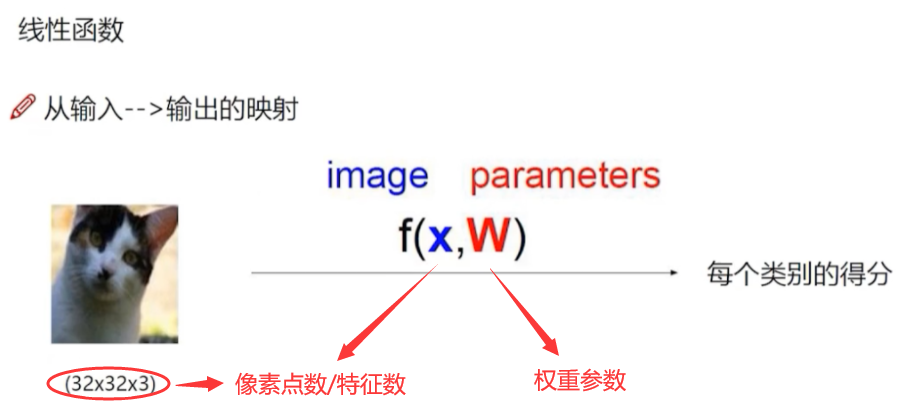 线性函数
从输入-->输出的映射
image parameters
f(x,W)
每个类别的得分
(32x32x3)
像素点数/特征数
权重参数